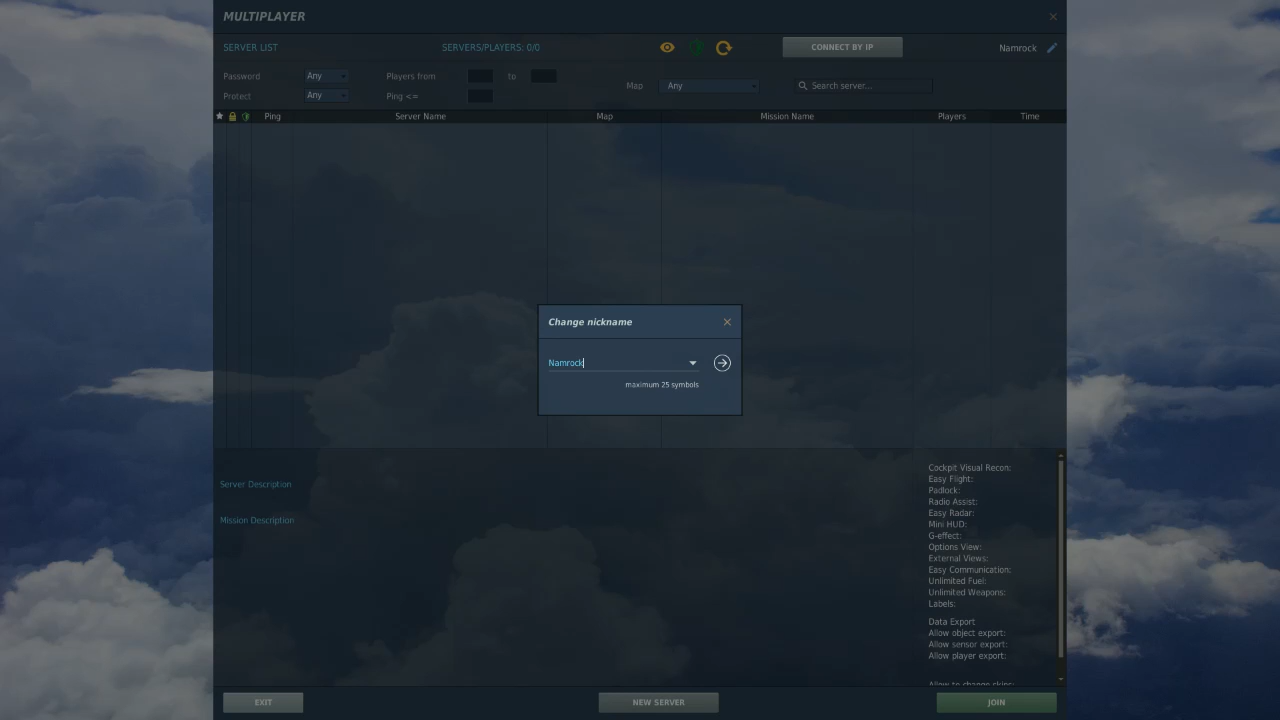 MULTIPLAYER
SERVER LIST
SERVERS/PLAYERS: 0/0
CONNECT BY IP
Namrock
Password
Any
Players from
to
Protect
Any
Ping <=
Map
Any
Search server...
Ping
Server Name
Map
Mission Name
Players
Time
Change nickname
Namrock
maximum 25 symbols
Server Description
Mission Description
Cockpit Visual Recon:
Easy Flight:
Padlock:
Radio Assist:
Easy Radar:
Mini HUD:
G-effect:
Options View:
External Views:
Easy Communication:
Unlimited Fuel:
Unlimited Weapons:
Labels:
Data Export
Allow object export:
Allow sensor export:
Allow player export:
Allow to change skins:
EXIT
NEW SERVER
JOIN